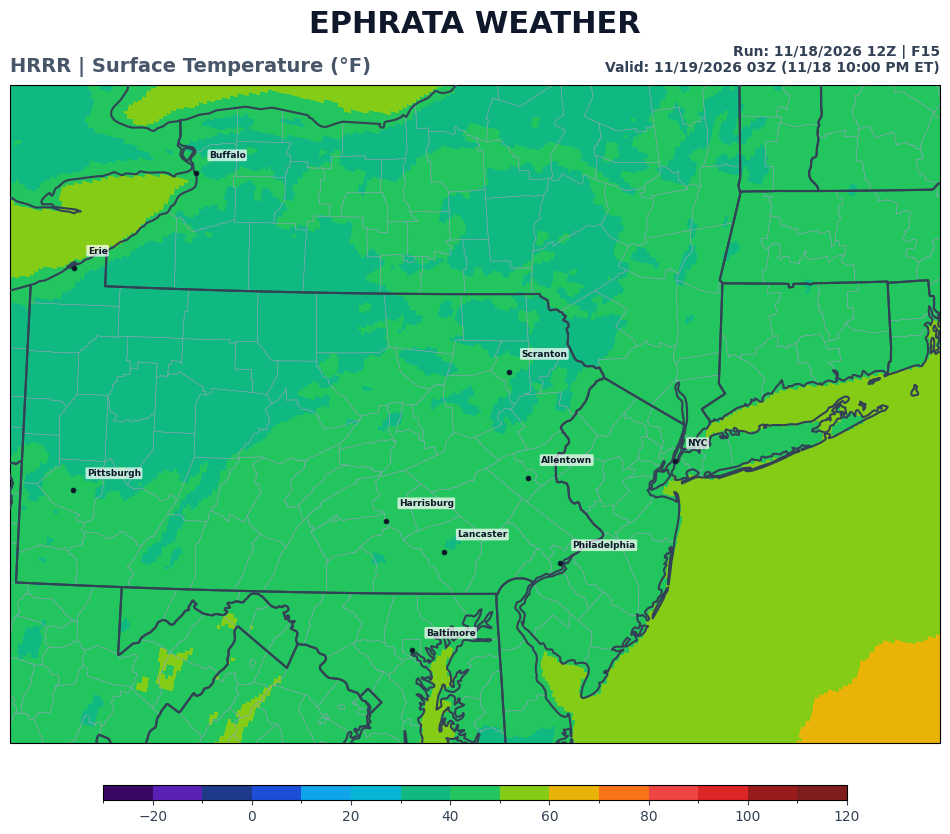 EPHRATA WEATHER
HRRR | Surface Temperature (°F)
Run: 11/18/2026 12Z | F15
Valid: 11/19/2026 03Z (11/18 10:00 PM ET)
Buffalo
Erie
Scranton
NYC
Allentown
Pittsburgh
Harrisburg
Lancaster
Philadelphia
Baltimore
−20 0 20 40 60 80 100 120